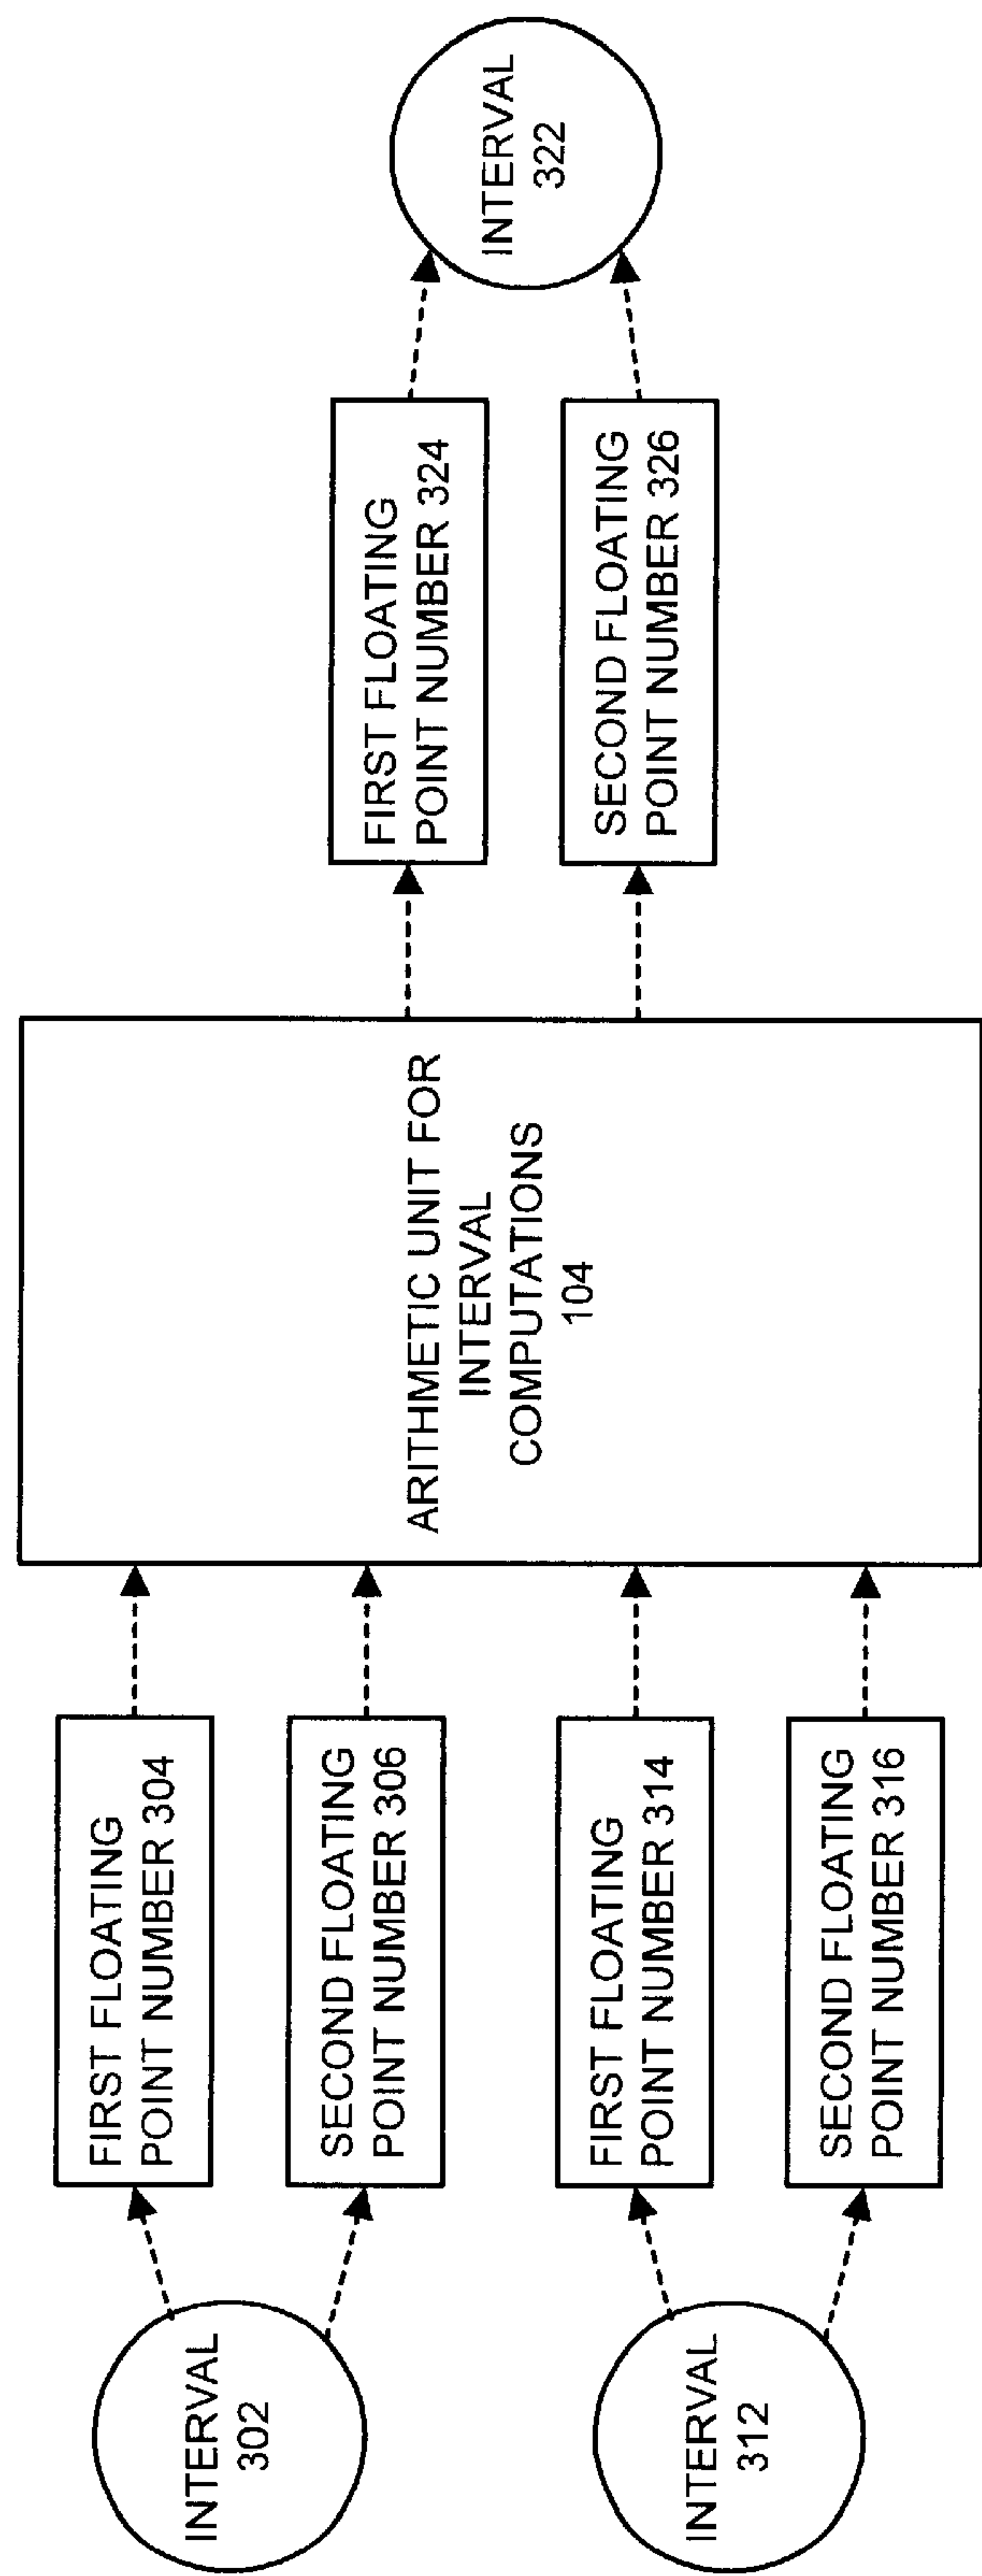 INTERVAL
302
FIRST FLOATING
POINT NUMBER 304
SECOND FLOATING
POINT NUMBER 306
INTERVAL
312
FIRST FLOATING
POINT NUMBER 314
SECOND FLOATING
POINT NUMBER 316
ARITHMETIC UNIT FOR
INTERVAL
COMPUTATIONS
104
FIRST FLOATING
POINT NUMBER 324
SECOND FLOATING
POINT NUMBER 326
INTERVAL
322